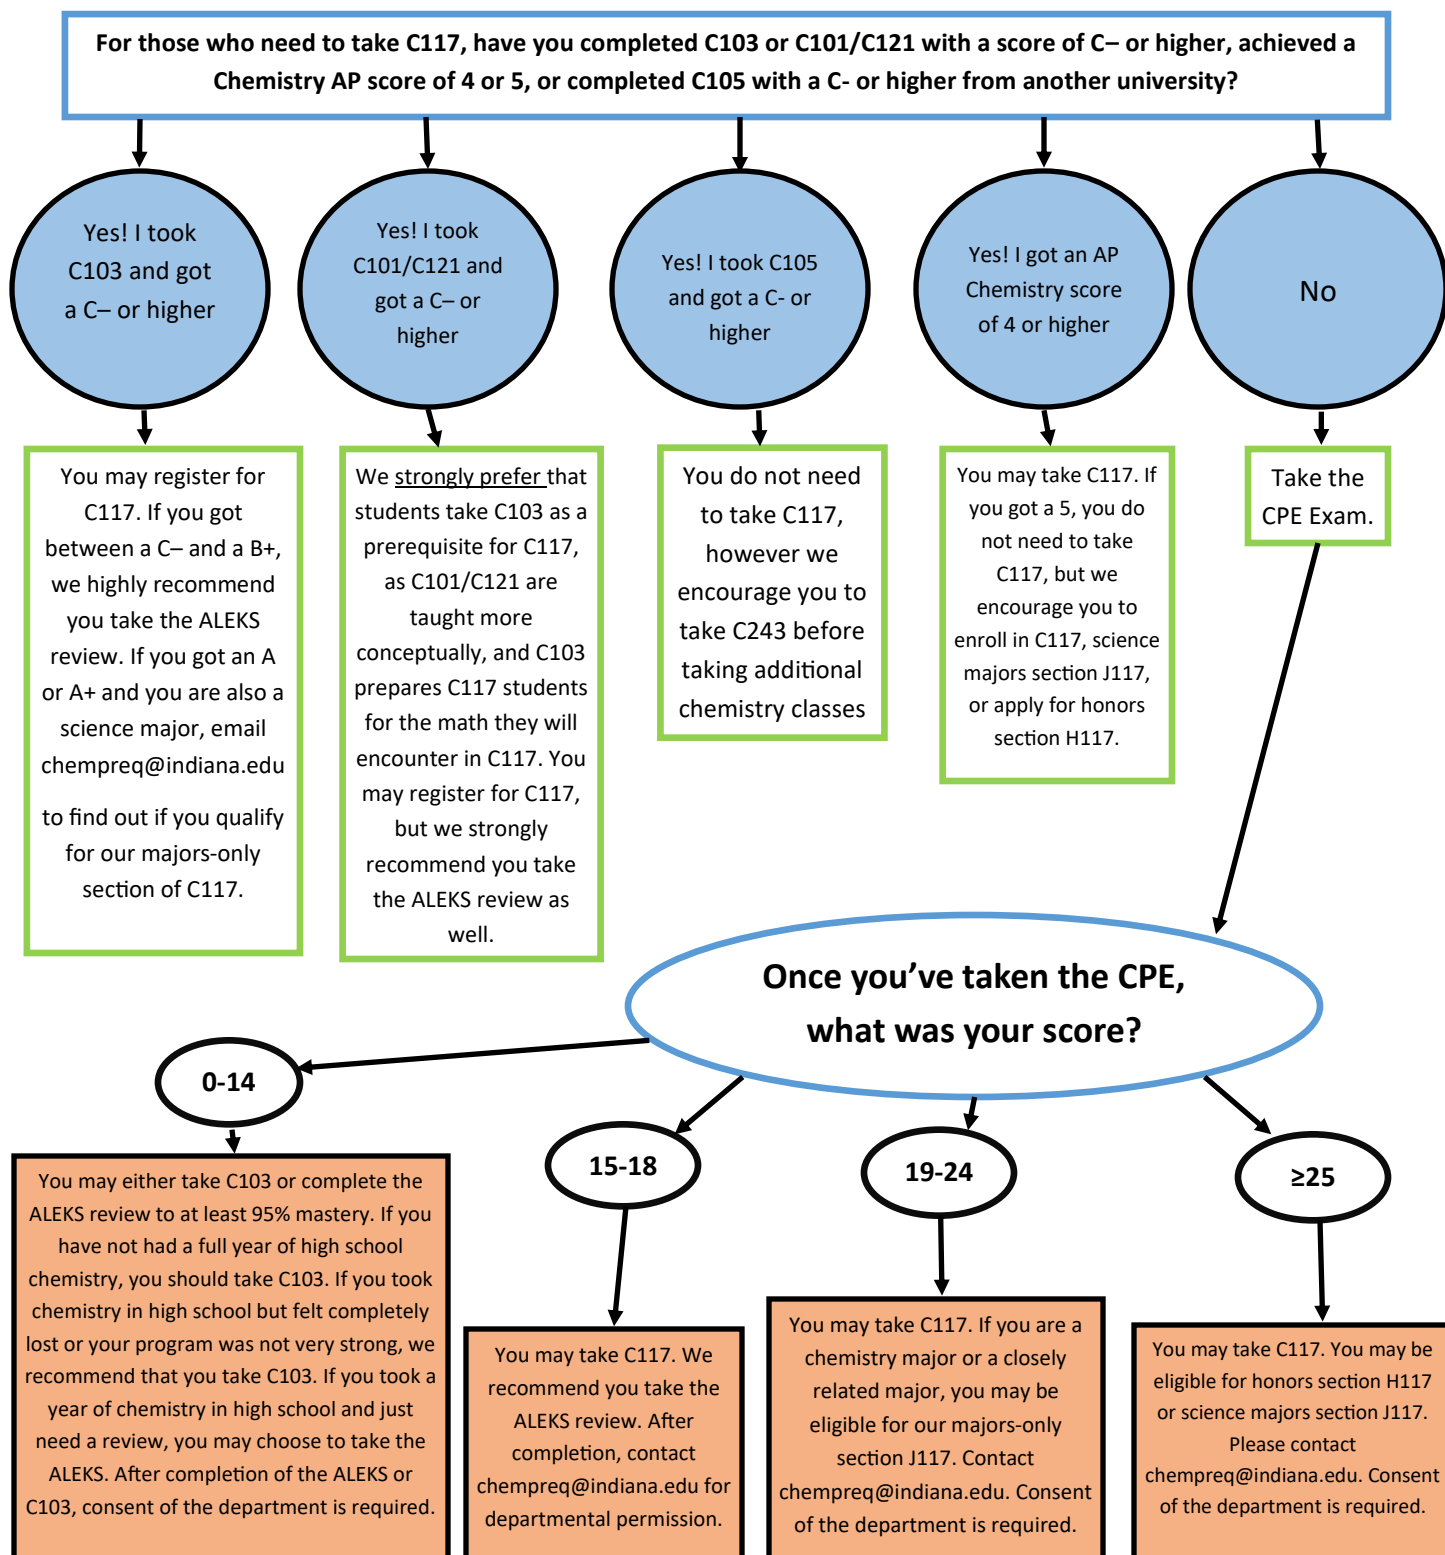 For those who need to take C117, have you completed C103 or C101/C121 with a score of C– or higher, achieved a
Chemistry AP score of 4 or 5, or completed C105 with a C- or higher from another university?
Yes! I took
C103 and got
a C– or higher
Yes! I took
C101/C121 and
got a C– or
higher
Yes! I took C105
and got a C- or
higher
Yes! I got an AP
Chemistry score
of 4 or higher
No
You may register for
C117. If you got
between a C– and a B+,
we highly recommend
you take the ALEKS
review. If you got an A
or A+ and you are also a
science major, email
chempreq@indiana.edu
to find out if you qualify
for our majors-only
section of C117.
We strongly prefer that
students take C103 as a
prerequisite for C117,
as C101/C121 are
taught more
conceptually, and C103
prepares C117 students
for the math they will
encounter in C117. You
may register for C117,
but we strongly
recommend you take
the ALEKS review as
well.
You do not need
to take C117,
however we
encourage you to
take C243 before
taking additional
chemistry classes
You may take C117. If
you got a 5, you do
not need to take
C117, but we
encourage you to
enroll in C117, science
majors section J117,
or apply for honors
section H117.
Take the
CPE Exam.
Once you’ve taken the CPE,
what was your score?
0-14
15-18
19-24
≥25
You may either take C103 or complete the
ALEKS review to at least 95% mastery. If you
have not had a full year of high school
chemistry, you should take C103. If you took
chemistry in high school but felt completely
lost or your program was not very strong, we
recommend that you take C103. If you took a
year of chemistry in high school and just
need a review, you may choose to take the
ALEKS. After completion of the ALEKS or
C103, consent of the department is required.
You may take C117. We
recommend you take the
ALEKS review. After
completion, contact
chempreq@indiana.edu for
departmental permission.
You may take C117. If you are a
chemistry major or a closely
related major, you may be
eligible for our majors-only
section J117. Contact
chempreq@indiana.edu. Consent
of the department is required.
You may take C117. You may be
eligible for honors section H117
or science majors section J117.
Please contact
chempreq@indiana.edu. Consent
of the department is required.